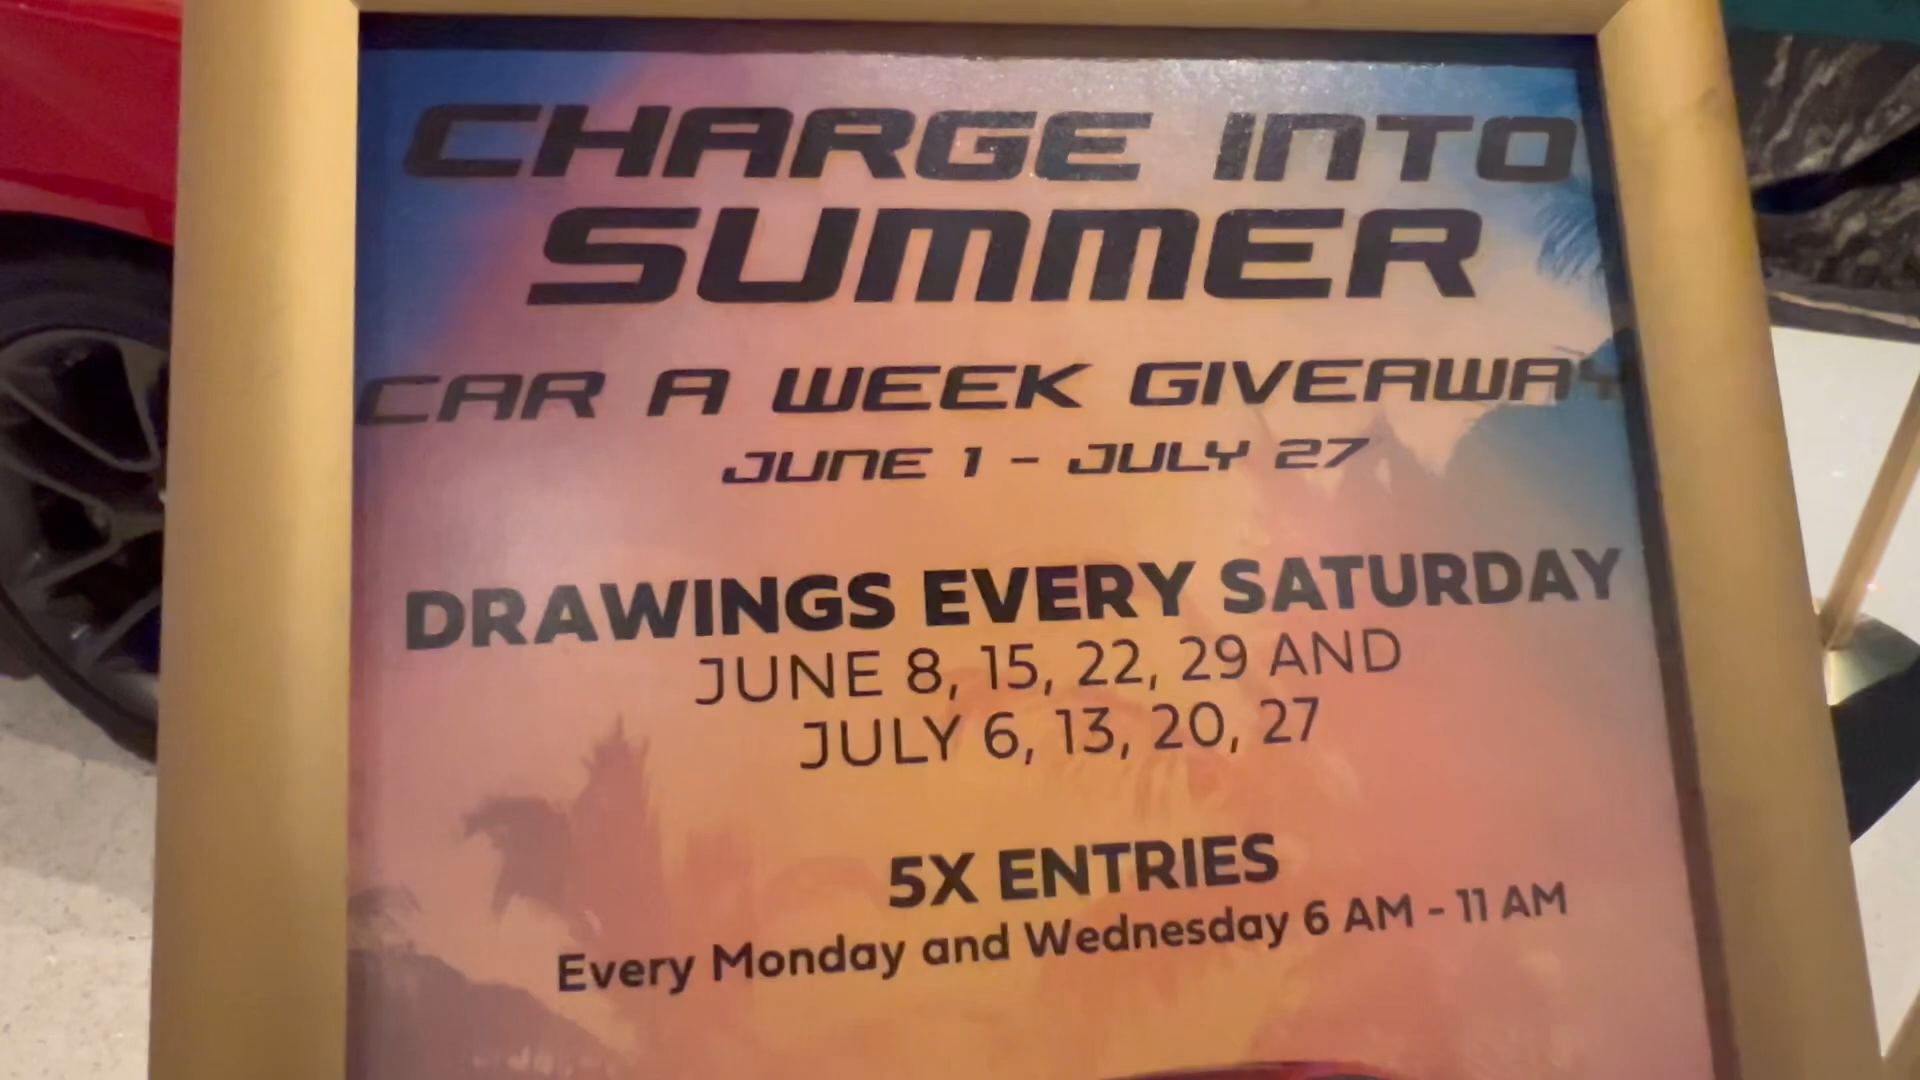 CHARGE INTO
SUMMER
CAR A WEEK GIVEAWAY
JUNE 1 - JULY 27
DRAWINGS EVERY SATURDAY
JUNE 8, 15, 22, 29 AND
JULY 6, 13, 20, 27
5X ENTRIES
Every Monday and Wednesday 6 AM - 11 AM